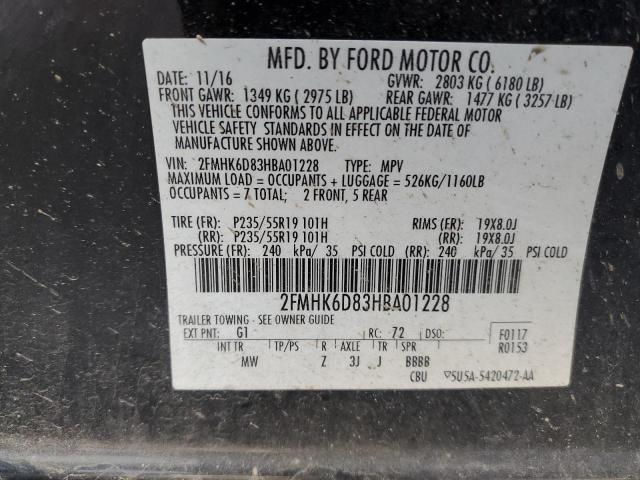 MFD. BY FORD MOTOR CO.
DATE: 11/16 GVWR: 2803 KG ( 6180 LB)
FRONT GAWR: 1349 KG ( 2975 LB) REAR GAWR: 1477 KG ( 3257 LB)
THIS VEHICLE CONFORMS TO ALL APPLICABLE FEDERAL MOTOR
VEHICLE SAFETY STANDARDS IN EFFECT ON THE DATE OF
MANUFACTURE SHOWN ABOVE.
VIN: 2FMHK6D83HBA01228 TYPE: MPV
MAXIMUM LOAD = OCCUPANTS + LUGGAGE = 526KG/1160LB
OCCUPANTS = 7 TOTAL: 2 FRONT, 5 REAR
TIRE (FR): P235/55R19 101H RIMS (FR): 19X8.0J
(RR): P235/55R19 101H (RR): 19X8.0J
PRESSURE (FR): 240 kPa/ 35 PSI COLD (RR): 240 kPa/ 35 PSI COLD
2FMHK6D83HBA01228
TRAILER TOWING - SEE OWNER GUIDE
EXT PNT: G1 RC: 72 DSO: F0117
INT TR TP/PS R AXLE TR SPR R0153
MW Z 3J J BBBB
CBU 5U5A-5420472-AA